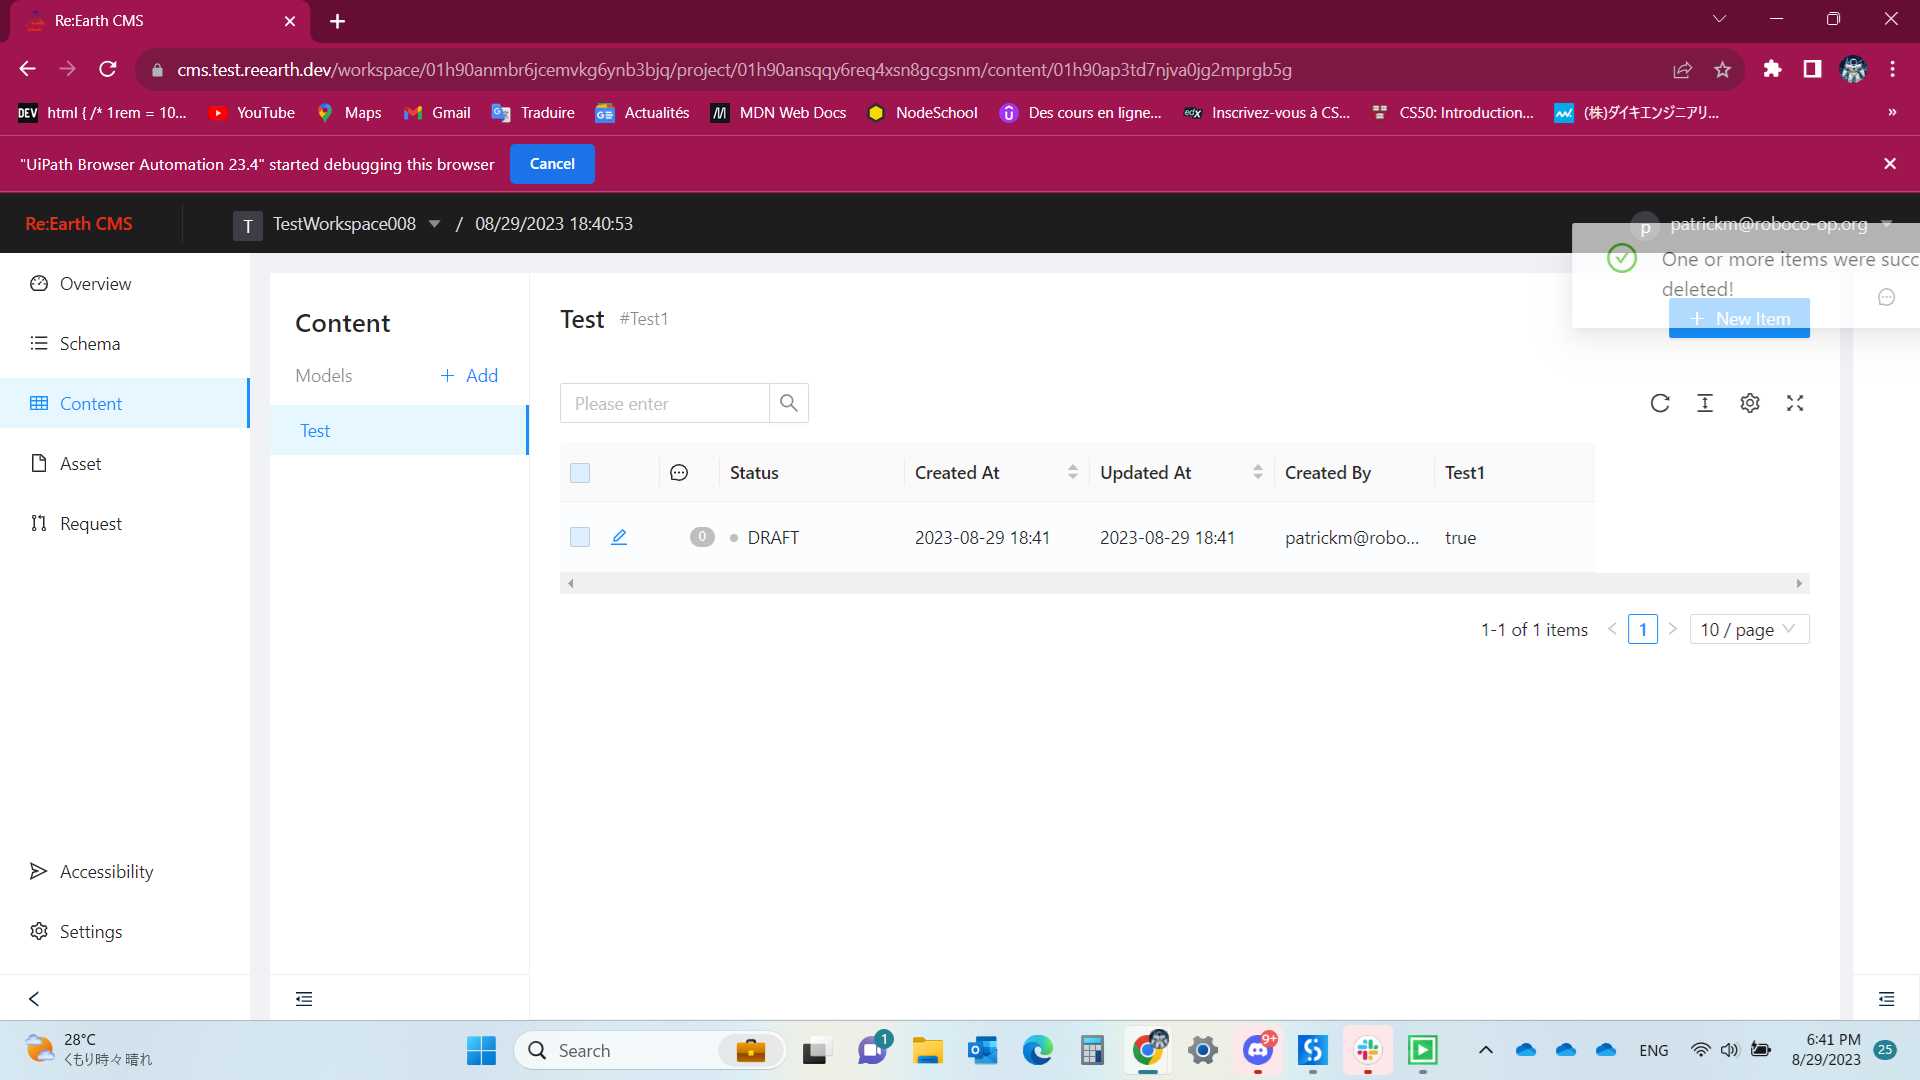 Re:Earth CMS
cms.test.reearth.dev/workspace/01h90anmbr6jcemvkg6ynb3bjq/project/01h90ansqqy6req4xsn8gcgsnm/content/01h90ap3td7njva0jg2mprgb5g
DEV html { /* 1rem = 10... YouTube Maps Gmail Traduire Actualités MDN Web Docs NodeSchool Des cours en ligne... edX Inscrivez-vous à CS... CS50: Introduction... (株)ダイキエンジニアリ... »
"UiPath Browser Automation 23.4" started debugging this browser Cancel
Re:Earth CMS T TestWorkspace008 / 08/29/2023 18:40:53 p patrickm@roboco-op.org
One or more items were succ
deleted!
Overview
Schema
Content
Asset
Request
Accessibility
Settings
Content
Models + Add
Test
Test #Test1
+ New Item
Please enter
Status Created At Updated At Created By Test1
0 DRAFT 2023-08-29 18:41 2023-08-29 18:41 patrickm@robo... true
1-1 of 1 items < 1 > 10 / page
28°C
くもり時々晴れ
Search
1
9+
ENG
6:41 PM
8/29/2023
25